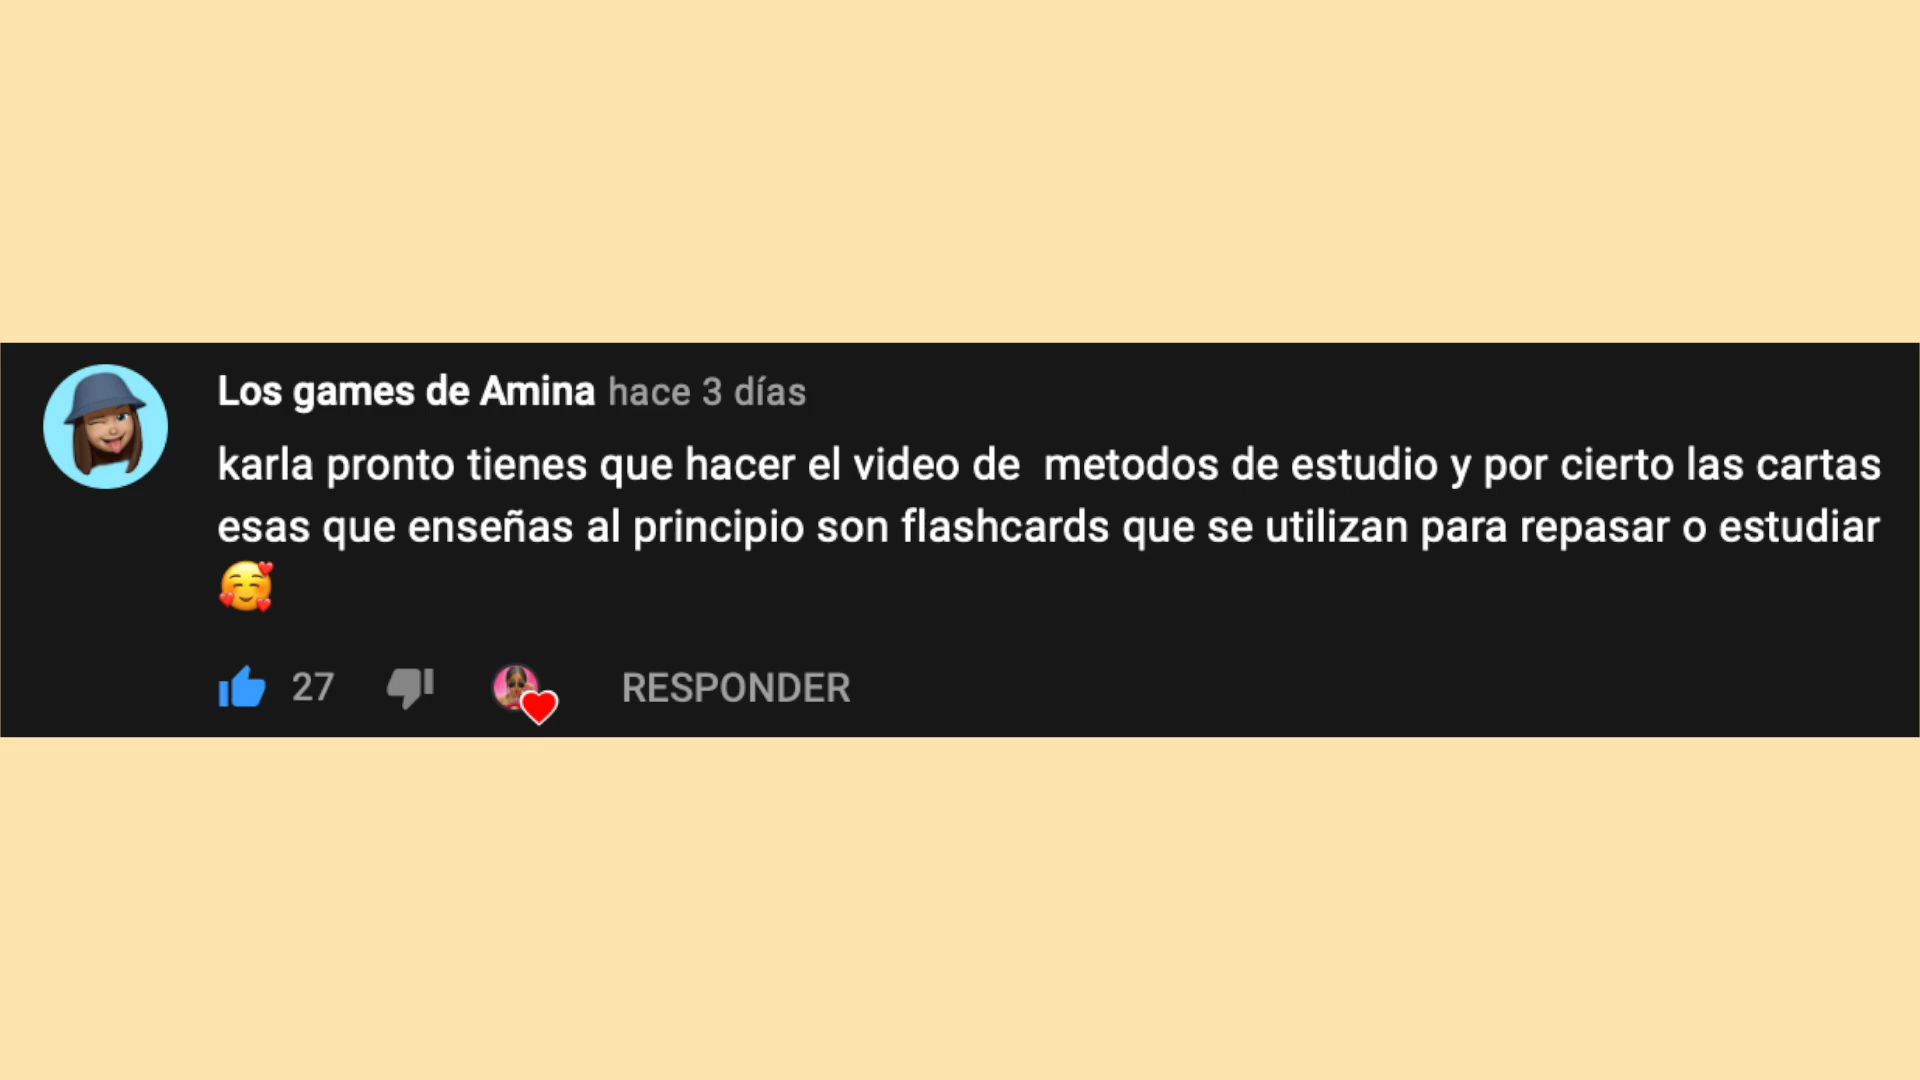 Los games de Amina hace 3 días
karla pronto tienes que hacer el video de  metodos de estudio y por cierto las cartas
esas que enseñas al principio son flashcards que se utilizan para repasar o estudiar
🥰
27 RESPONDER